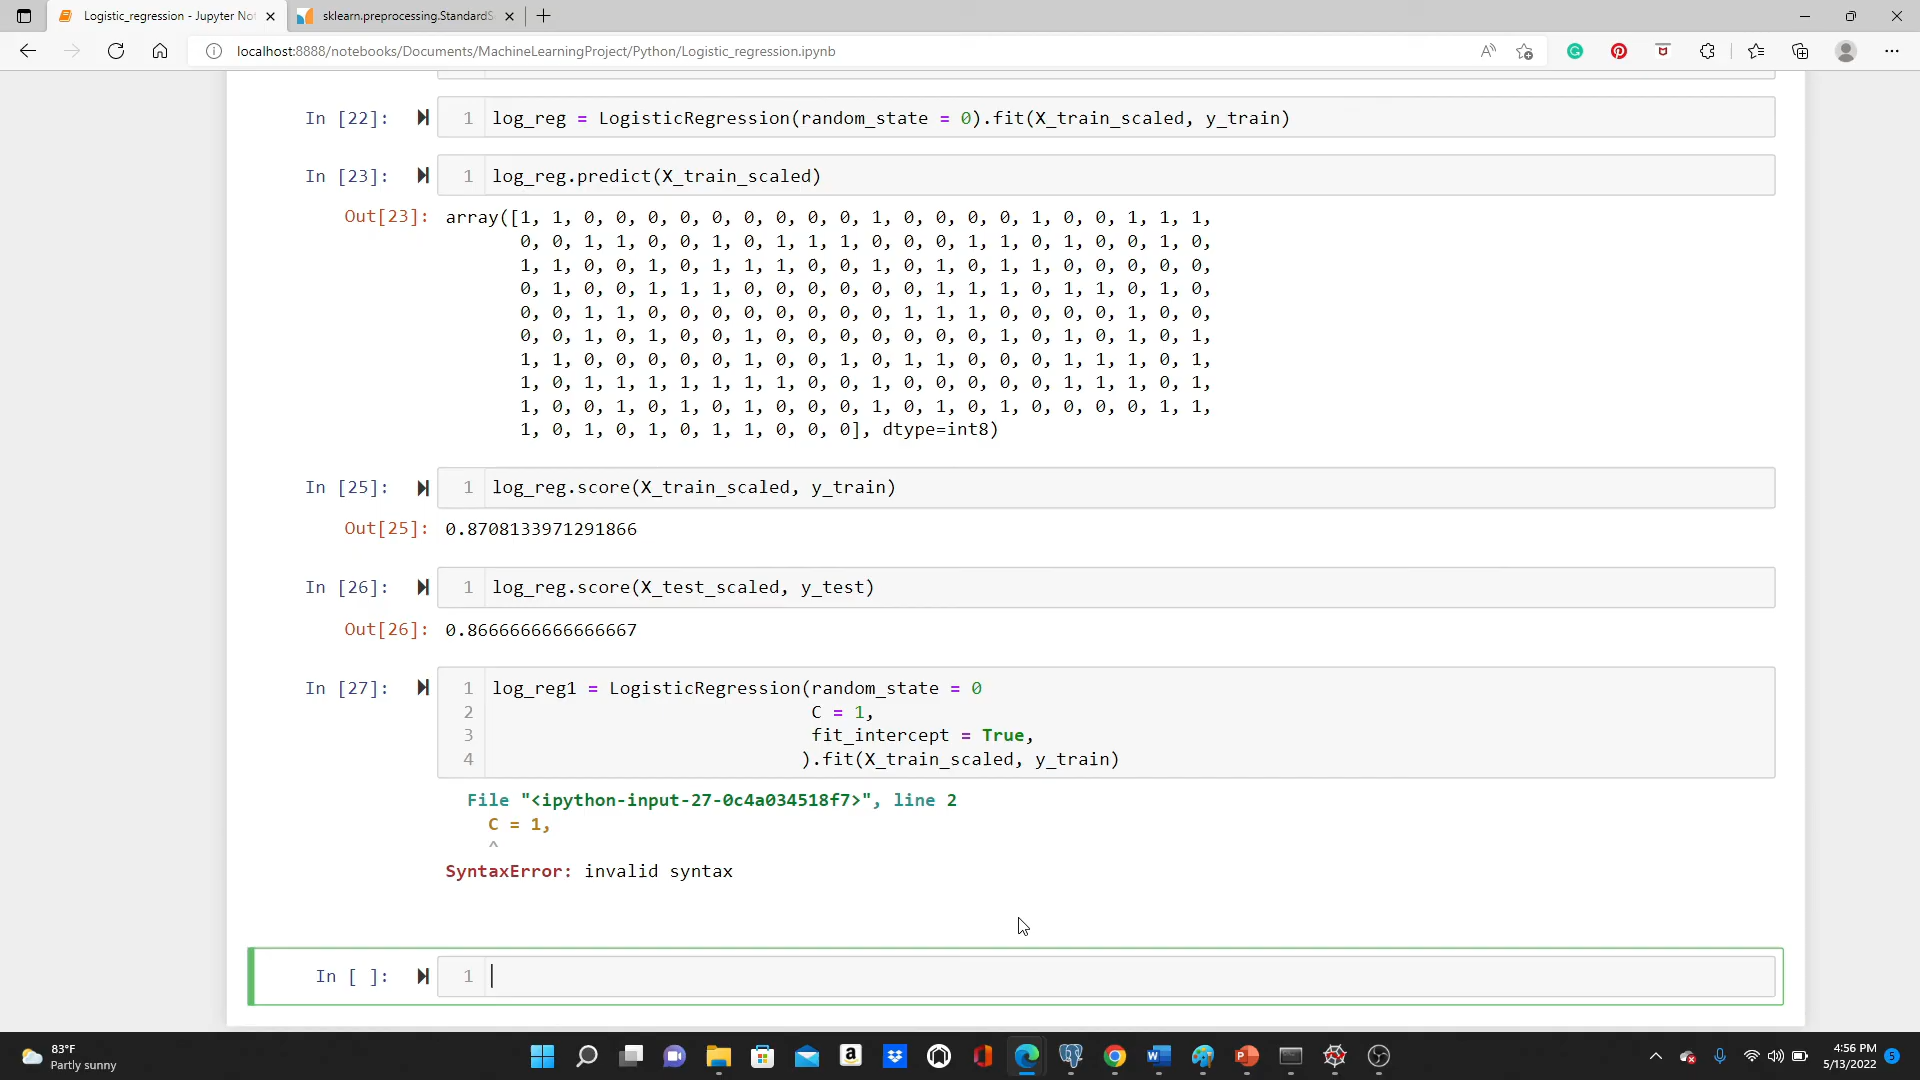 Logistic_regression - Jupyter No
sklearn.preprocessing.StandardS
localhost:8888/notebooks/Documents/MachineLearningProject/Python/Logistic_regression.ipynb
In [22]: 1 log_reg = LogisticRegression(random_state = 0).fit(X_train_scaled, y_train)
In [23]: 1 log_reg.predict(X_train_scaled)
Out[23]: array([1, 1, 0, 0, 0, 0, 0, 0, 0, 0, 0, 1, 0, 0, 0, 0, 1, 0, 0, 1, 1, 1,
0, 0, 1, 1, 0, 0, 1, 0, 1, 1, 1, 0, 0, 0, 1, 1, 0, 1, 0, 0, 1, 0,
1, 1, 0, 0, 1, 0, 1, 1, 1, 0, 0, 1, 0, 1, 0, 1, 1, 0, 0, 0, 0, 0,
0, 1, 0, 0, 1, 1, 1, 0, 0, 0, 0, 0, 0, 1, 1, 1, 0, 1, 1, 0, 1, 0,
0, 0, 1, 1, 0, 0, 0, 0, 0, 0, 0, 0, 1, 1, 1, 0, 0, 0, 0, 1, 0, 0,
0, 0, 1, 0, 1, 0, 0, 1, 0, 0, 0, 0, 0, 0, 0, 1, 0, 1, 0, 1, 0, 1,
1, 1, 0, 0, 0, 0, 0, 1, 0, 0, 1, 0, 1, 1, 0, 0, 0, 1, 1, 1, 0, 1,
1, 0, 1, 1, 1, 1, 1, 1, 1, 0, 0, 1, 0, 0, 0, 0, 0, 1, 1, 1, 0, 1,
1, 0, 0, 1, 0, 1, 0, 1, 0, 0, 0, 1, 0, 1, 0, 1, 0, 0, 0, 0, 1, 1,
1, 0, 1, 0, 1, 0, 1, 1, 0, 0, 0], dtype=int8)
In [25]: 1 log_reg.score(X_train_scaled, y_train)
Out[25]: 0.8708133971291866
In [26]: 1 log_reg.score(X_test_scaled, y_test)
Out[26]: 0.8666666666666667
In [27]: 1 log_reg1 = LogisticRegression(random_state = 0
2 C = 1,
3 fit_intercept = True,
4 ).fit(X_train_scaled, y_train)
File "<ipython-input-27-0c4a034518f7>", line 2
C = 1,
^
SyntaxError: invalid syntax
In [ ]: 1
83°F
Partly sunny
4:56 PM
5/13/2022
5